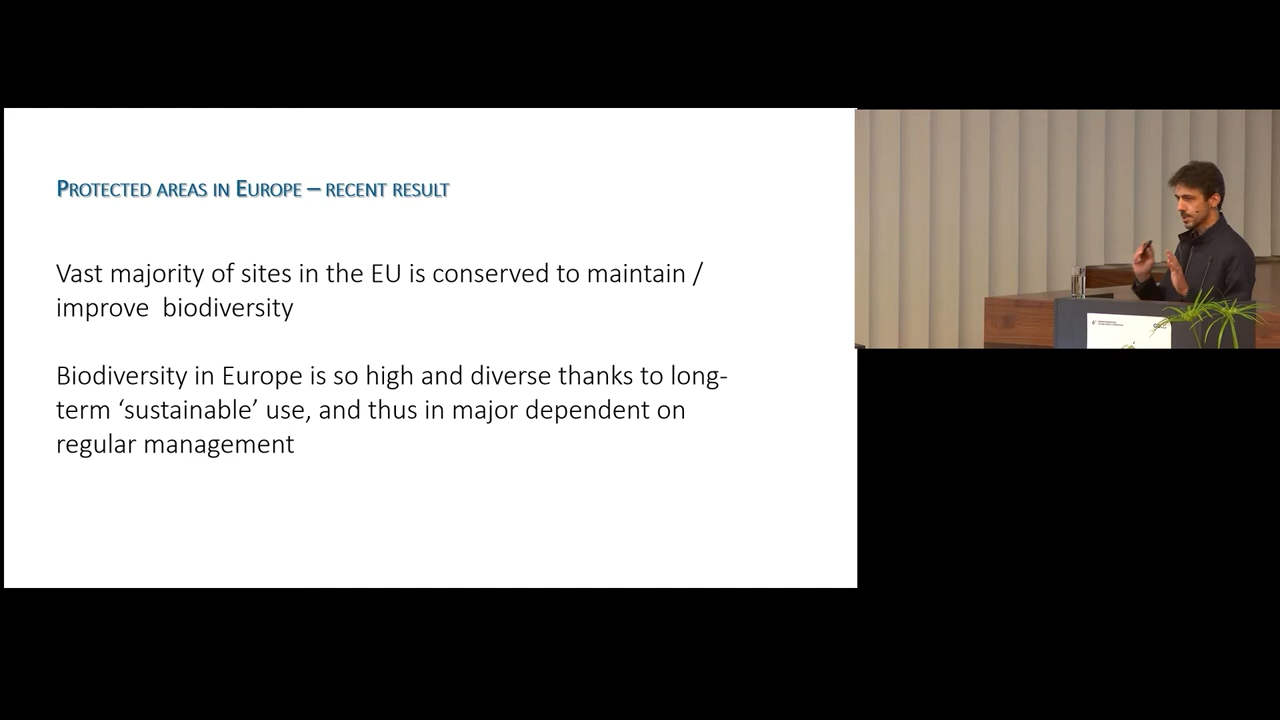 Protected areas in Europe – recent result
Vast majority of sites in the EU is conserved to maintain /
improve biodiversity
Biodiversity in Europe is so high and diverse thanks to long-
term ‘sustainable’ use, and thus in major dependent on
regular management